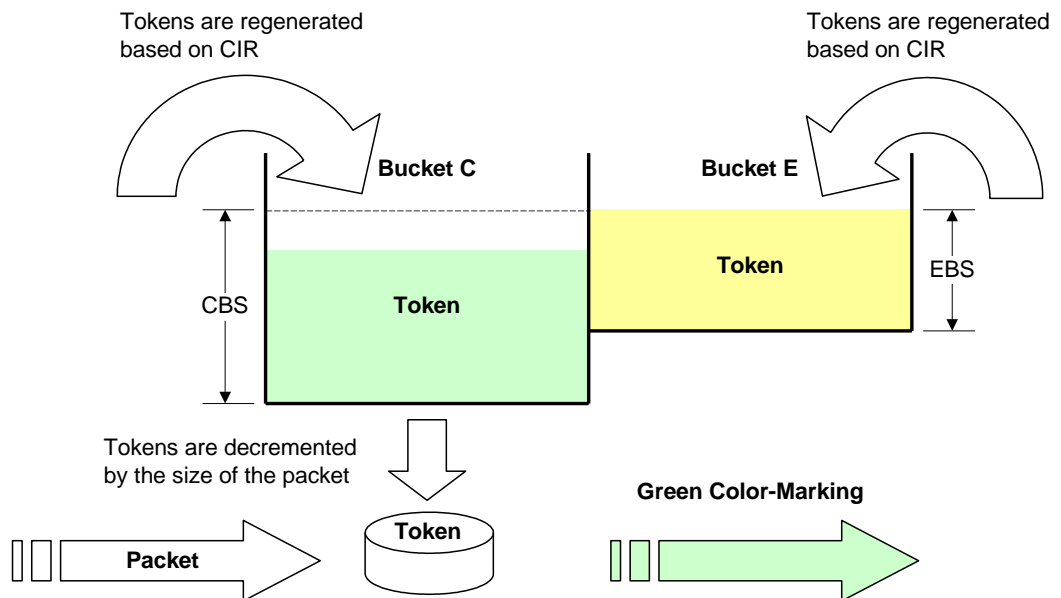 Tokens are regenerated
based on CIR
Tokens are regenerated
based on CIR
Bucket C
Bucket E
CBS
Token
Token
EBS
Tokens are decremented
by the size of the packet
Packet
Token
Green Color-Marking